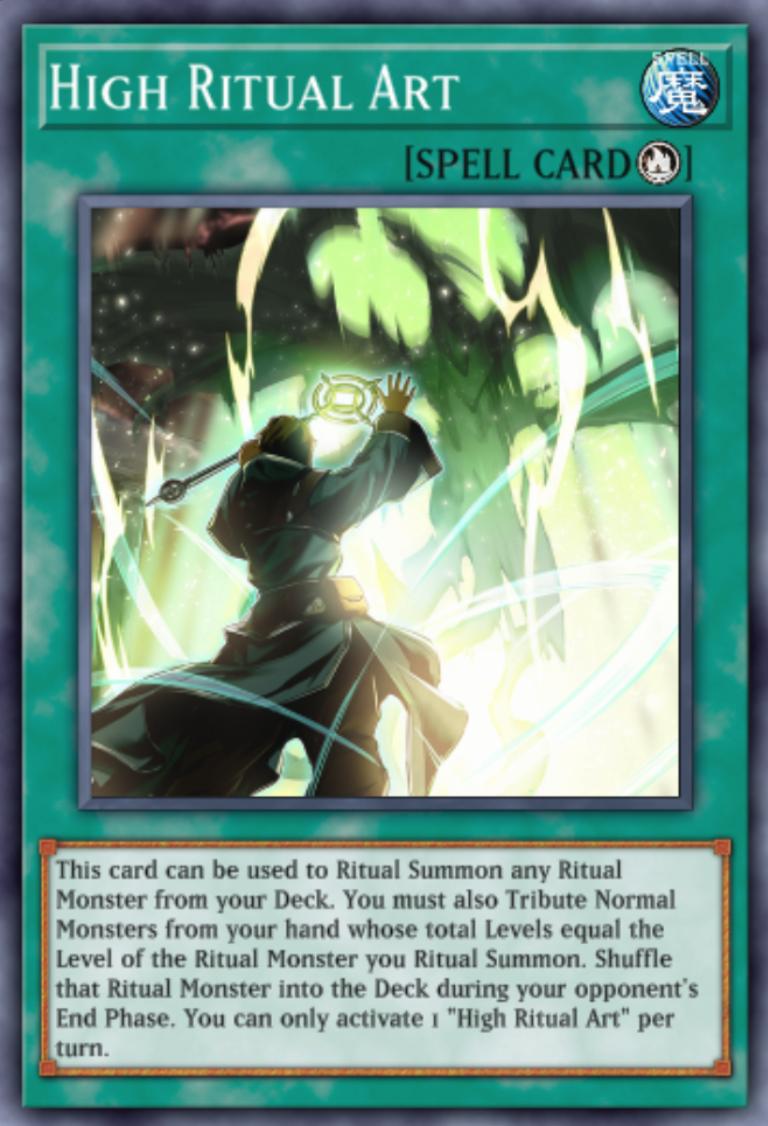 HIGH RITUAL ART
SPELL
魔
[SPELL CARD]
This card can be used to Ritual Summon any Ritual
Monster from your Deck. You must also Tribute Normal
Monsters from your hand whose total Levels equal the
Level of the Ritual Monster you Ritual Summon. Shuffle
that Ritual Monster into the Deck during your opponent's
End Phase. You can only activate 1 "High Ritual Art" per
turn.